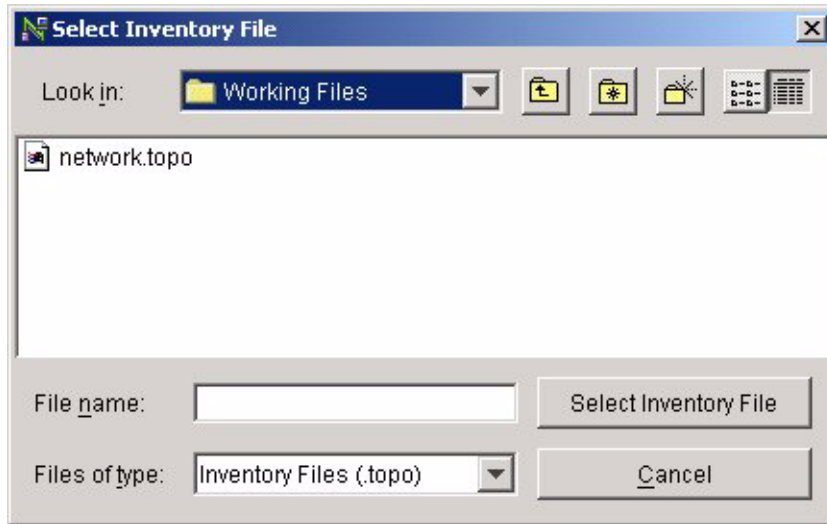 Select Inventory File
Look in: Working Files
network.topo
File name: Select Inventory File
Files of type: Inventory Files (.topo) Cancel